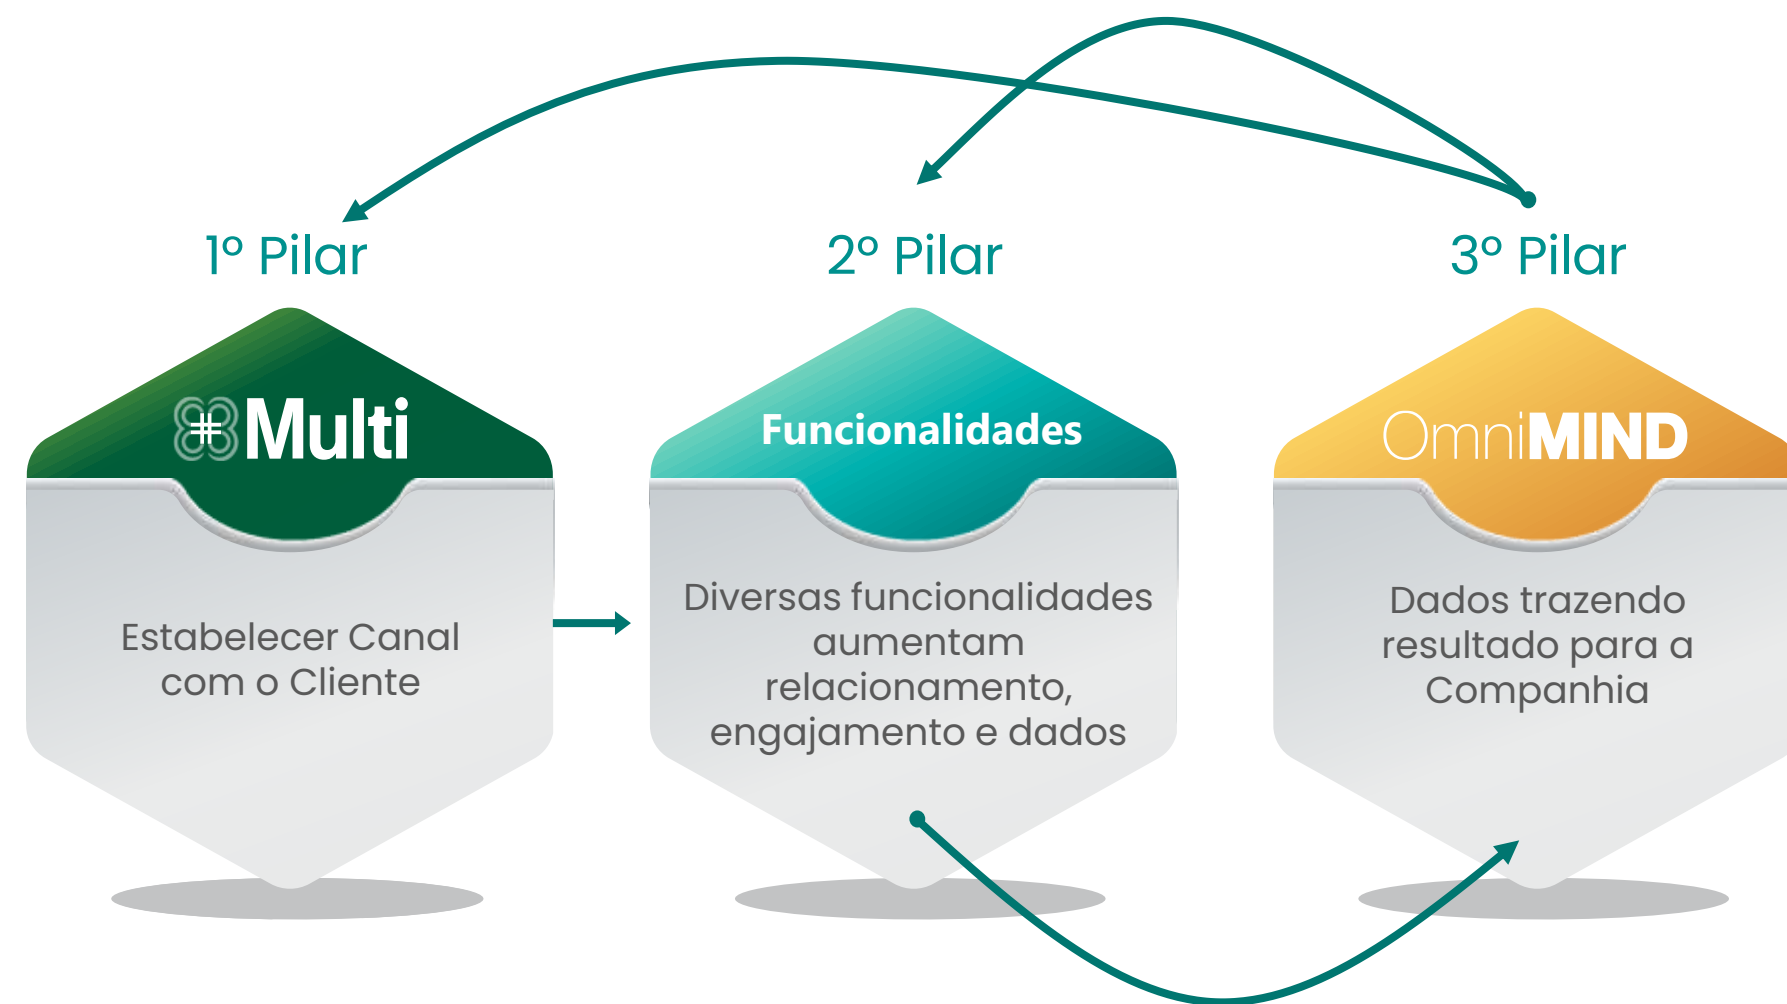 1º Pilar
2º Pilar
3º Pilar
Multi
Funcionalidades
OmniMIND
Estabelecer Canal
com o Cliente
Diversas funcionalidades
aumentam
relacionamento,
engajamento e dados
Dados trazendo
resultado para a
Companhia